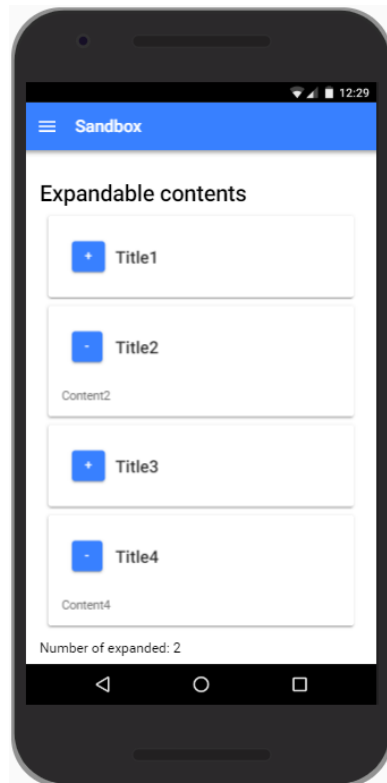 12:29
Sandbox
Expandable contents
+ Title1
- Title2
Content2
+ Title3
- Title4
Content4
Number of expanded: 2